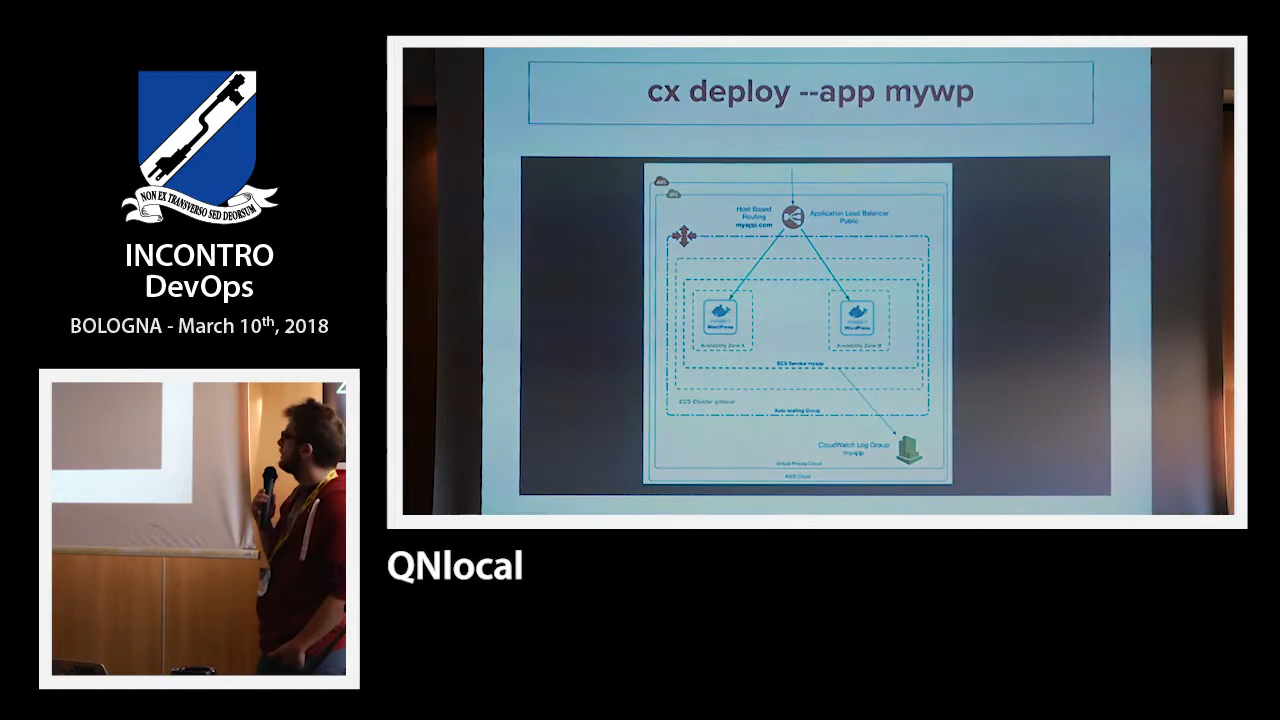 NON EX TRANSVERSO SED DEORSUM
INCONTRO
DevOps
BOLOGNA - March 10th, 2018
cx deploy --app mywp
AWS
Host Based
Routing
myapp.com
Application Load Balancer
Public
WordPress
WordPress
Availability Zone A
Availability Zone B
ECS Service myapp
ECS Cluster qnlocal
Auto scaling Group
CloudWatch Log Group
myapp
Virtual Private Cloud
AWS Cloud
QNlocal